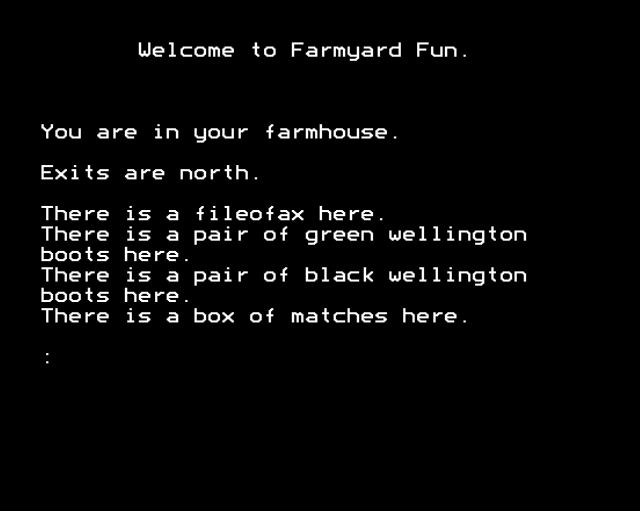 Welcome to Farmyard Fun.
You are in your farmhouse.
Exits are north.
There is a fileofax here.
There is a pair of green wellington
boots here.
There is a pair of black wellington
boots here.
There is a box of matches here.
: